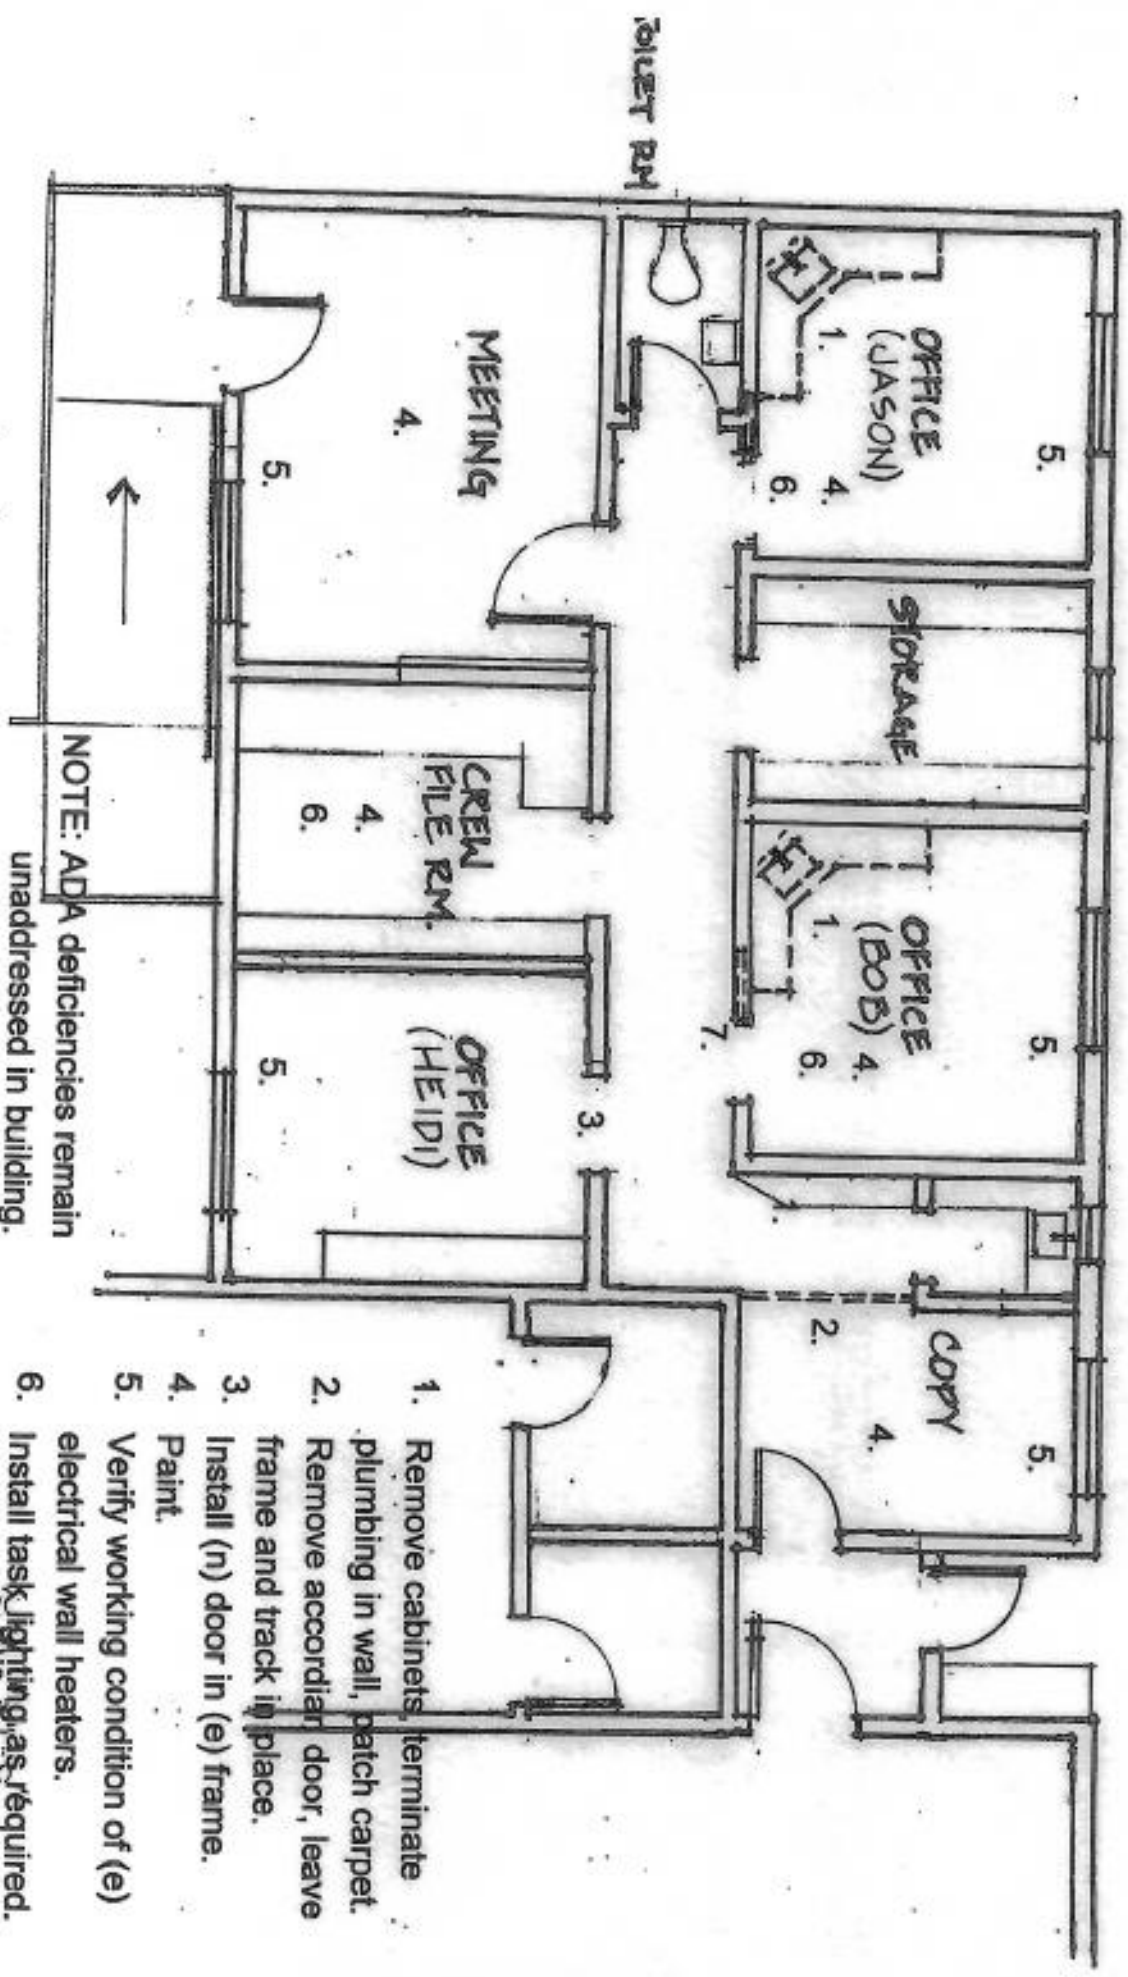 TOILET RM
OFFICE
(JASON)
1.
4.
6.
5.
STORAGE
OFFICE
(BOB)
1.
4.
6.
5.
7.
COPY
2.
4.
5.
MEETING
4.
5.
CREW
FILE RM.
4.
6.
OFFICE
(HEIDI)
3.
5.
NOTE: ADA deficiencies remain
unaddressed in building.
1. Remove cabinets, terminate
plumbing in wall, patch carpet.
2. Remove accordian door, leave
frame and track in place.
3. Install (n) door in (e) frame.
4. Paint.
5. Verify working condition of (e)
electrical wall heaters.
6. Install task lighting as required.